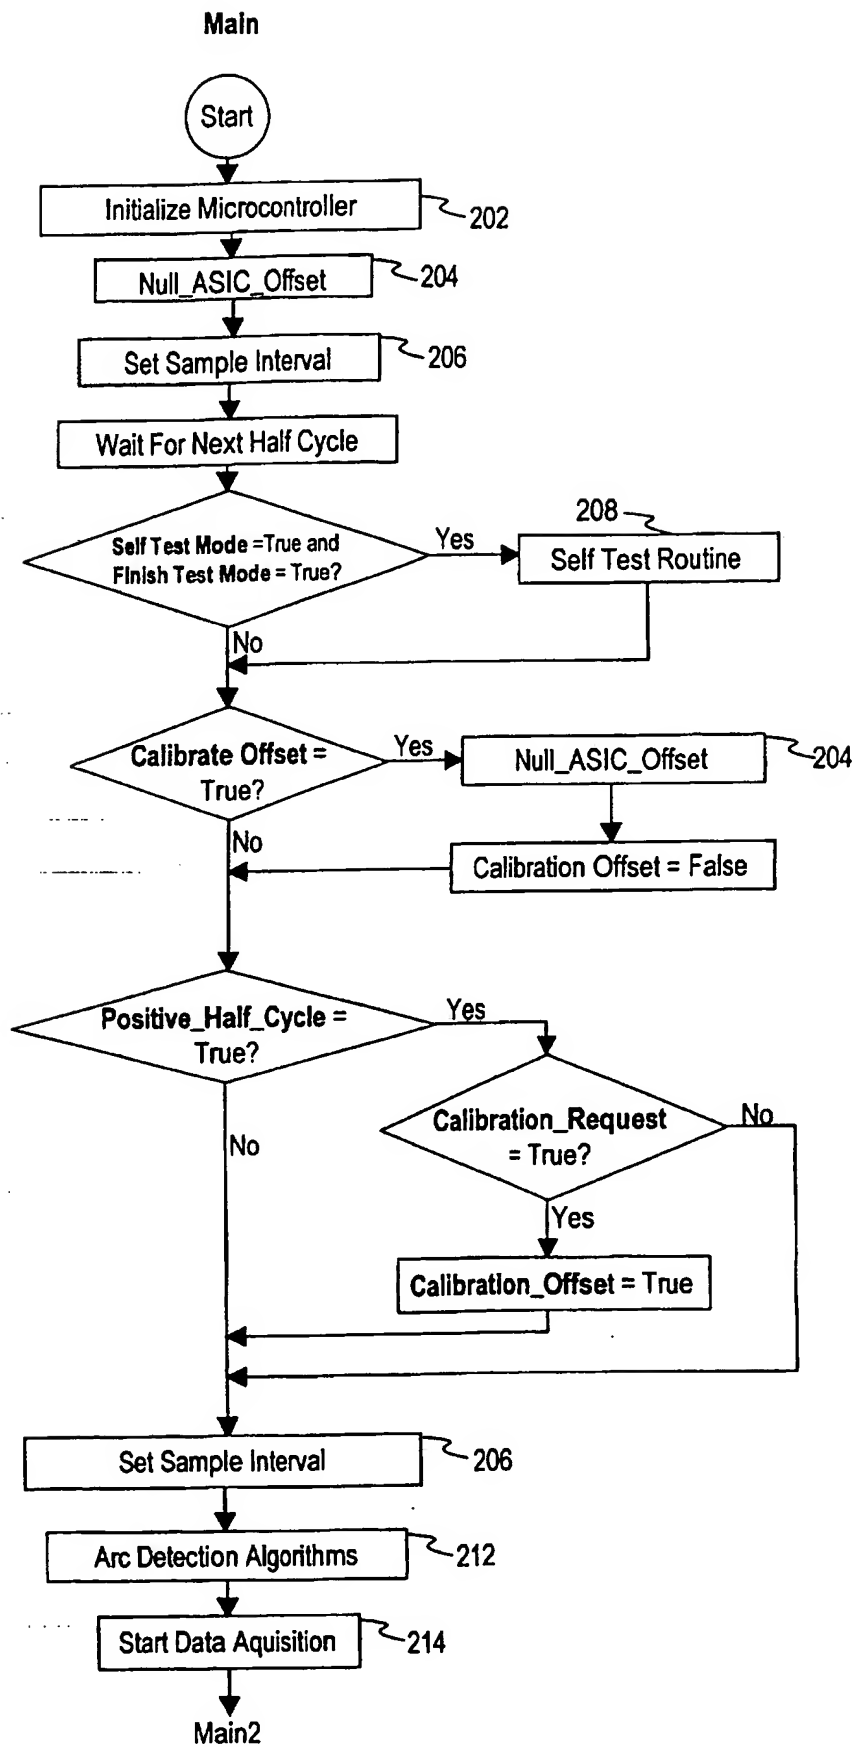 Main
Start
Initialize Microcontroller
202
Null_ASIC_Offset
204
Set Sample Interval
206
Wait For Next Half Cycle
Self Test Mode =True and
Finish Test Mode = True?
Yes
208
Self Test Routine
No
Calibrate Offset =
True?
Yes
Null_ASIC_Offset
204
No
Calibration Offset = False
Positive_Half_Cycle =
True?
Yes
Calibration_Request
= True?
No
No
Yes
Calibration_Offset = True
Set Sample Interval
206
Arc Detection Algorithms
212
Start Data Aquisition
214
Main2